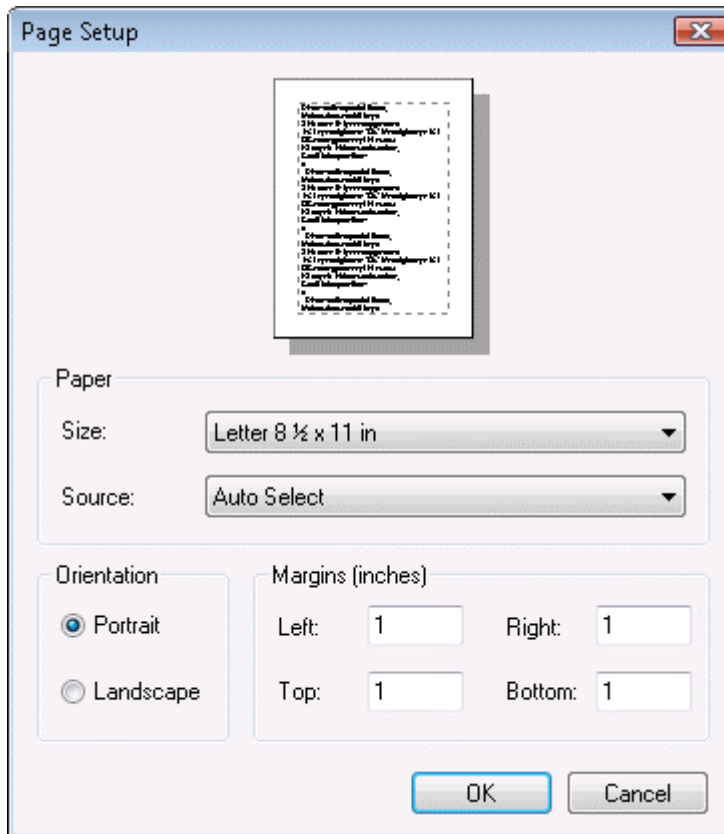 Page Setup
Paper
Size: Letter 8 ½ x 11 in
Source: Auto Select
Orientation
Portrait
Landscape
Margins (inches)
Left: 1 Right: 1
Top: 1 Bottom: 1
OK Cancel